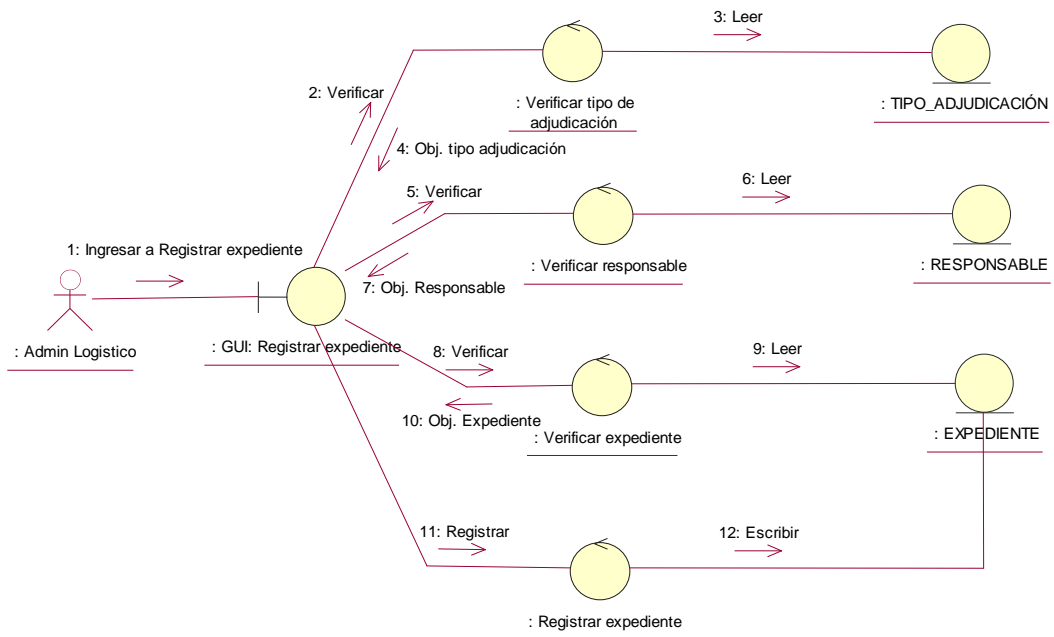 3: Leer
2: Verificar
: Verificar tipo de
adjudicación
: TIPO_ADJUDICACIÓN
4: Obj. tipo adjudicación
5: Verificar
6: Leer
1: Ingresar a Registrar expediente
: Verificar responsable
: RESPONSABLE
7: Obj. Responsable
: Admin Logistico
: GUI: Registrar expediente
8: Verificar
9: Leer
10: Obj. Expediente
: Verificar expediente
: EXPEDIENTE
11: Registrar
12: Escribir
: Registrar expediente